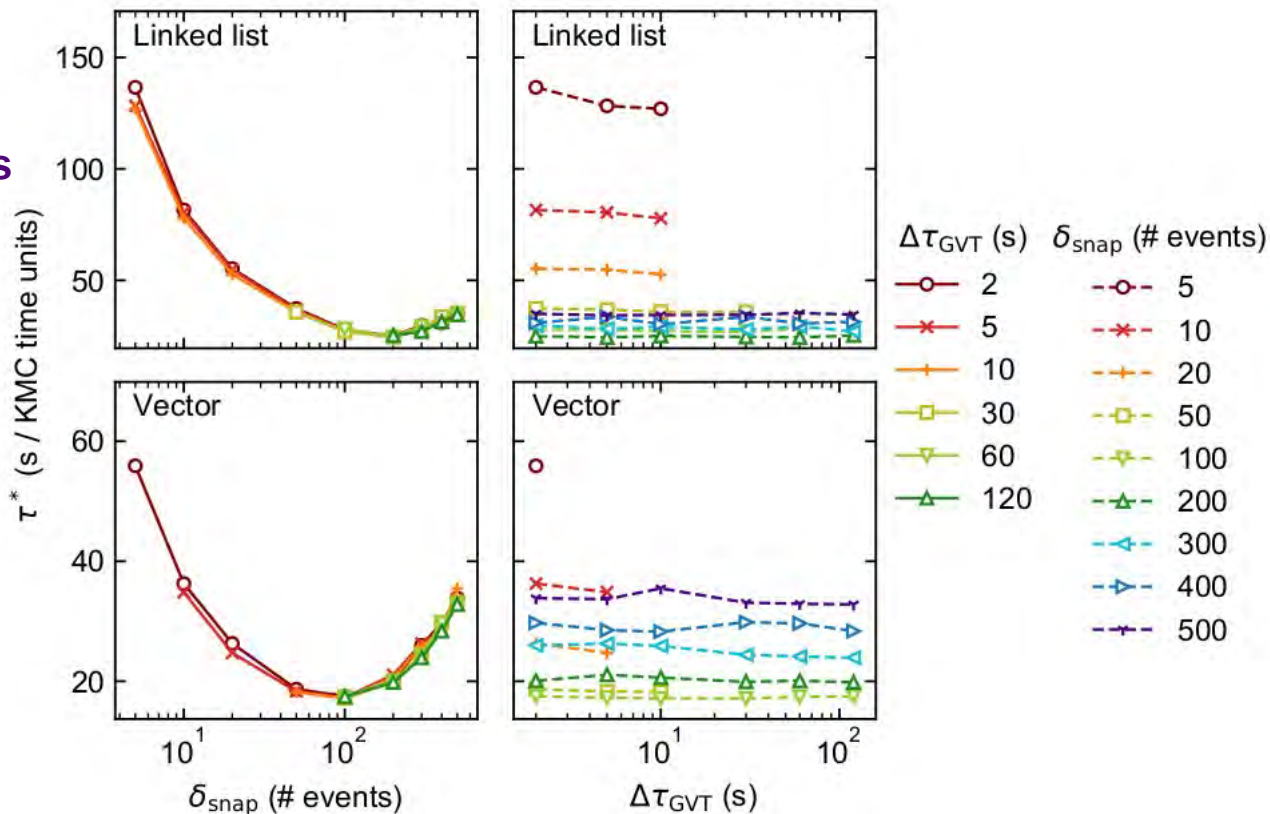 Linked list
Linked list
150
100
50
s
Vector
Vector
60
40
20
τ* (s / KMC time units)
10¹
10²
10¹
10²
δsnap (# events)
ΔτGVT (s)
ΔτGVT (s)
2
5
10
30
60
120
δsnap (# events)
5
10
20
50
100
200
300
400
500